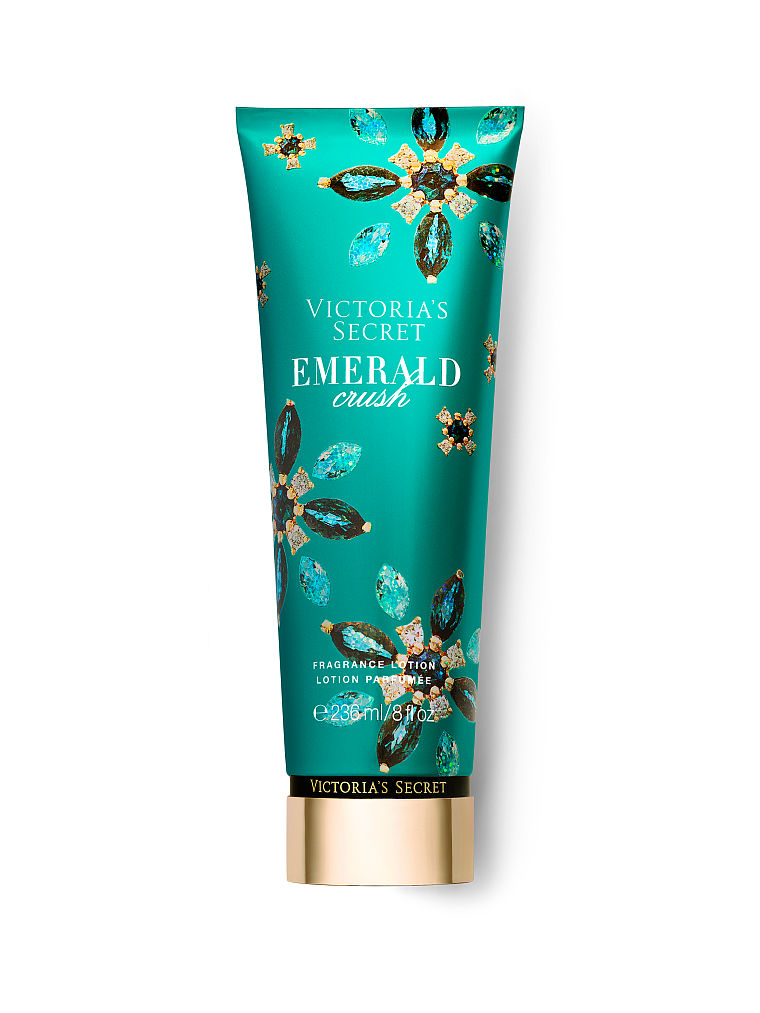 VICTORIA'S
SECRET
EMERALD
crush
FRAGRANCE LOTION
LOTION PARFUMÉE
℮ 236 ml/8 fl oz
VICTORIA'S SECRET